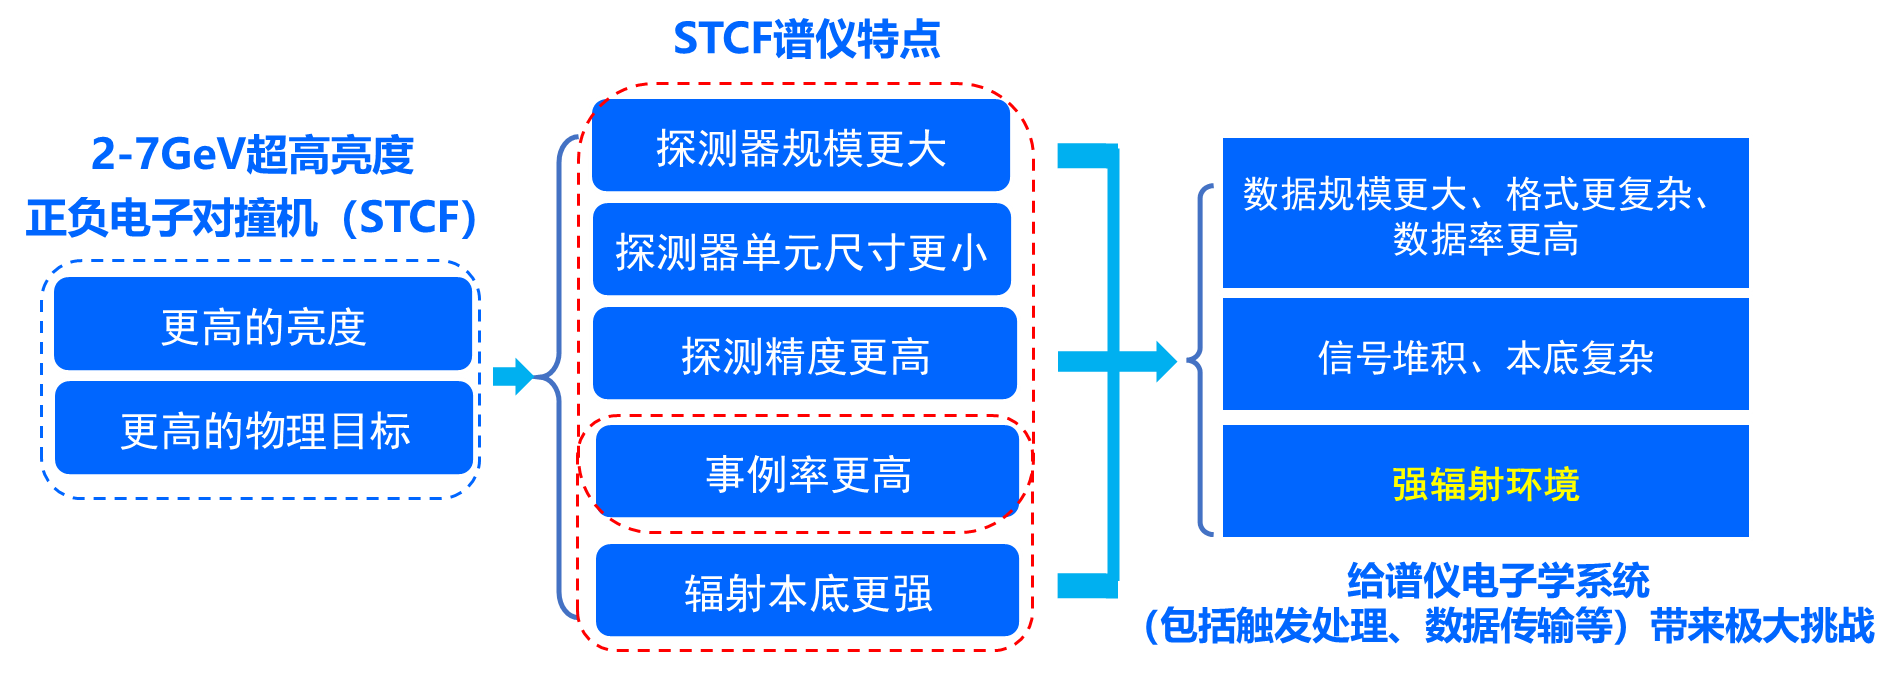 2-7GeV超高亮度
正负电子对撞机（STCF）
更高的亮度
更高的物理目标
STCF谱仪特点
探测器规模更大
探测器单元尺寸更小
探测精度更高
事例率更高
辐射本底更强
数据规模更大、格式更复杂、
数据率更高
信号堆积、本底复杂
强辐射环境
给谱仪电子学系统
（包括触发处理、数据传输等）带来极大挑战